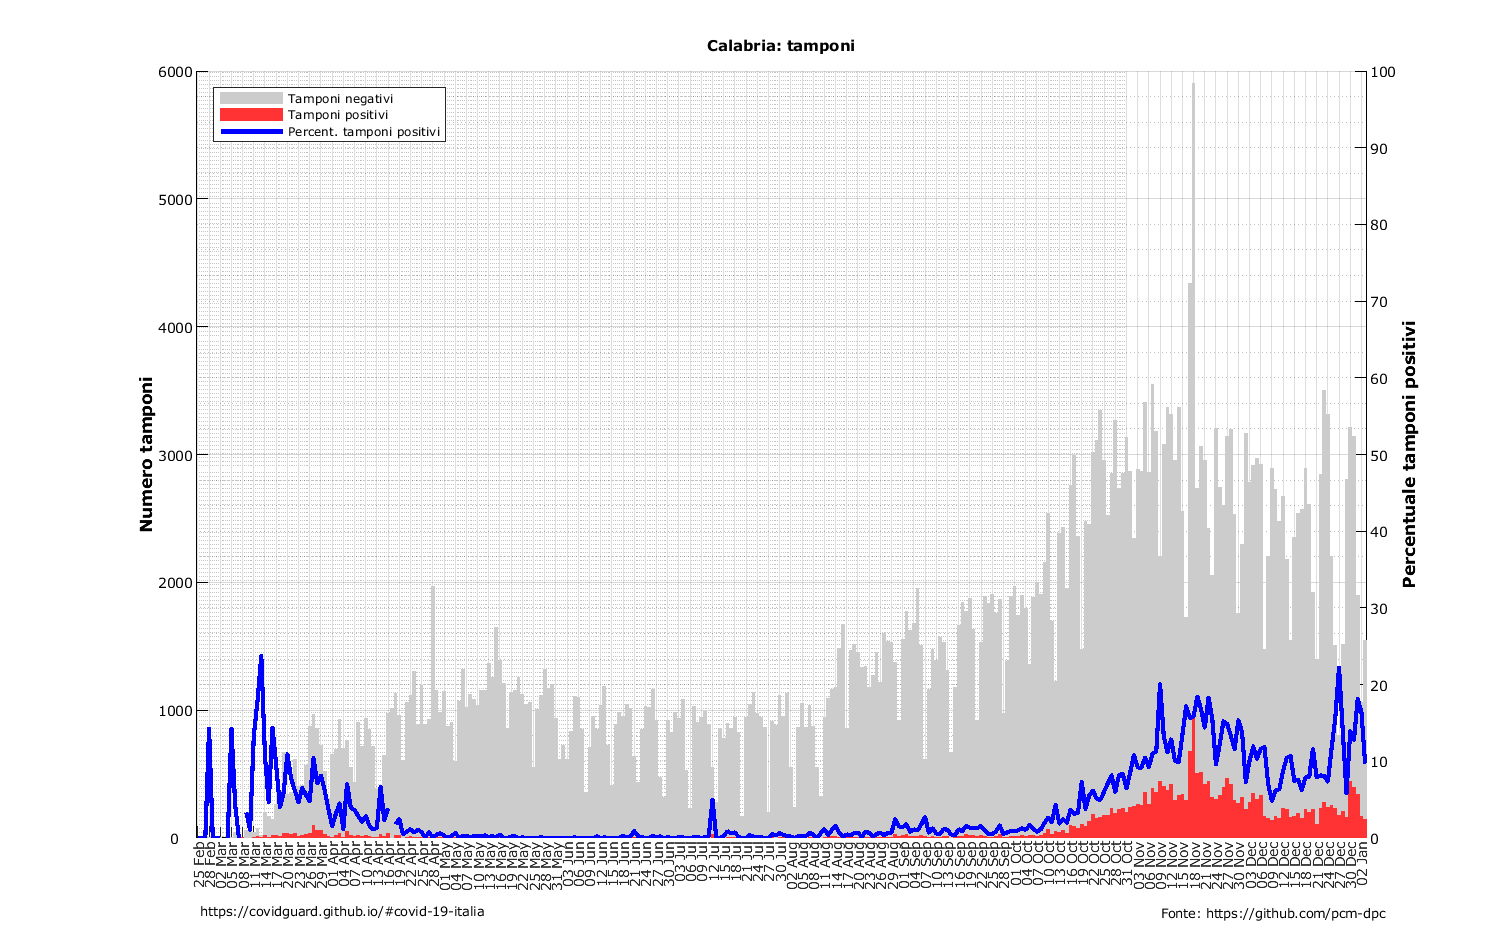 Calabria: tamponi
Tamponi negativi
Tamponi positivi
Percent. tamponi positivi
Numero tamponi
6000
5000
4000
3000
2000
1000
0
Percentuale tamponi positivi
100
90
80
70
60
50
40
30
20
10
0
25 Feb
28 Feb
02 Mar
05 Mar
08 Mar
11 Mar
14 Mar
17 Mar
20 Mar
23 Mar
26 Mar
29 Mar
01 Apr
04 Apr
07 Apr
10 Apr
13 Apr
16 Apr
19 Apr
22 Apr
25 Apr
28 Apr
01 May
04 May
07 May
10 May
13 May
16 May
19 May
22 May
25 May
28 May
31 May
03 Jun
06 Jun
09 Jun
12 Jun
15 Jun
18 Jun
21 Jun
24 Jun
27 Jun
30 Jun
03 Jul
06 Jul
09 Jul
12 Jul
15 Jul
18 Jul
21 Jul
24 Jul
27 Jul
30 Jul
02 Aug
05 Aug
08 Aug
11 Aug
14 Aug
17 Aug
20 Aug
23 Aug
26 Aug
29 Aug
01 Sep
04 Sep
07 Sep
10 Sep
13 Sep
16 Sep
19 Sep
22 Sep
25 Sep
28 Sep
01 Oct
04 Oct
07 Oct
10 Oct
13 Oct
16 Oct
19 Oct
22 Oct
25 Oct
28 Oct
31 Oct
03 Nov
06 Nov
09 Nov
12 Nov
15 Nov
18 Nov
21 Nov
24 Nov
27 Nov
30 Nov
03 Dec
06 Dec
09 Dec
12 Dec
15 Dec
18 Dec
21 Dec
24 Dec
27 Dec
30 Dec
02 Jan
https://covidguard.github.io/#covid-19-italia
Fonte: https://github.com/pcm-dpc